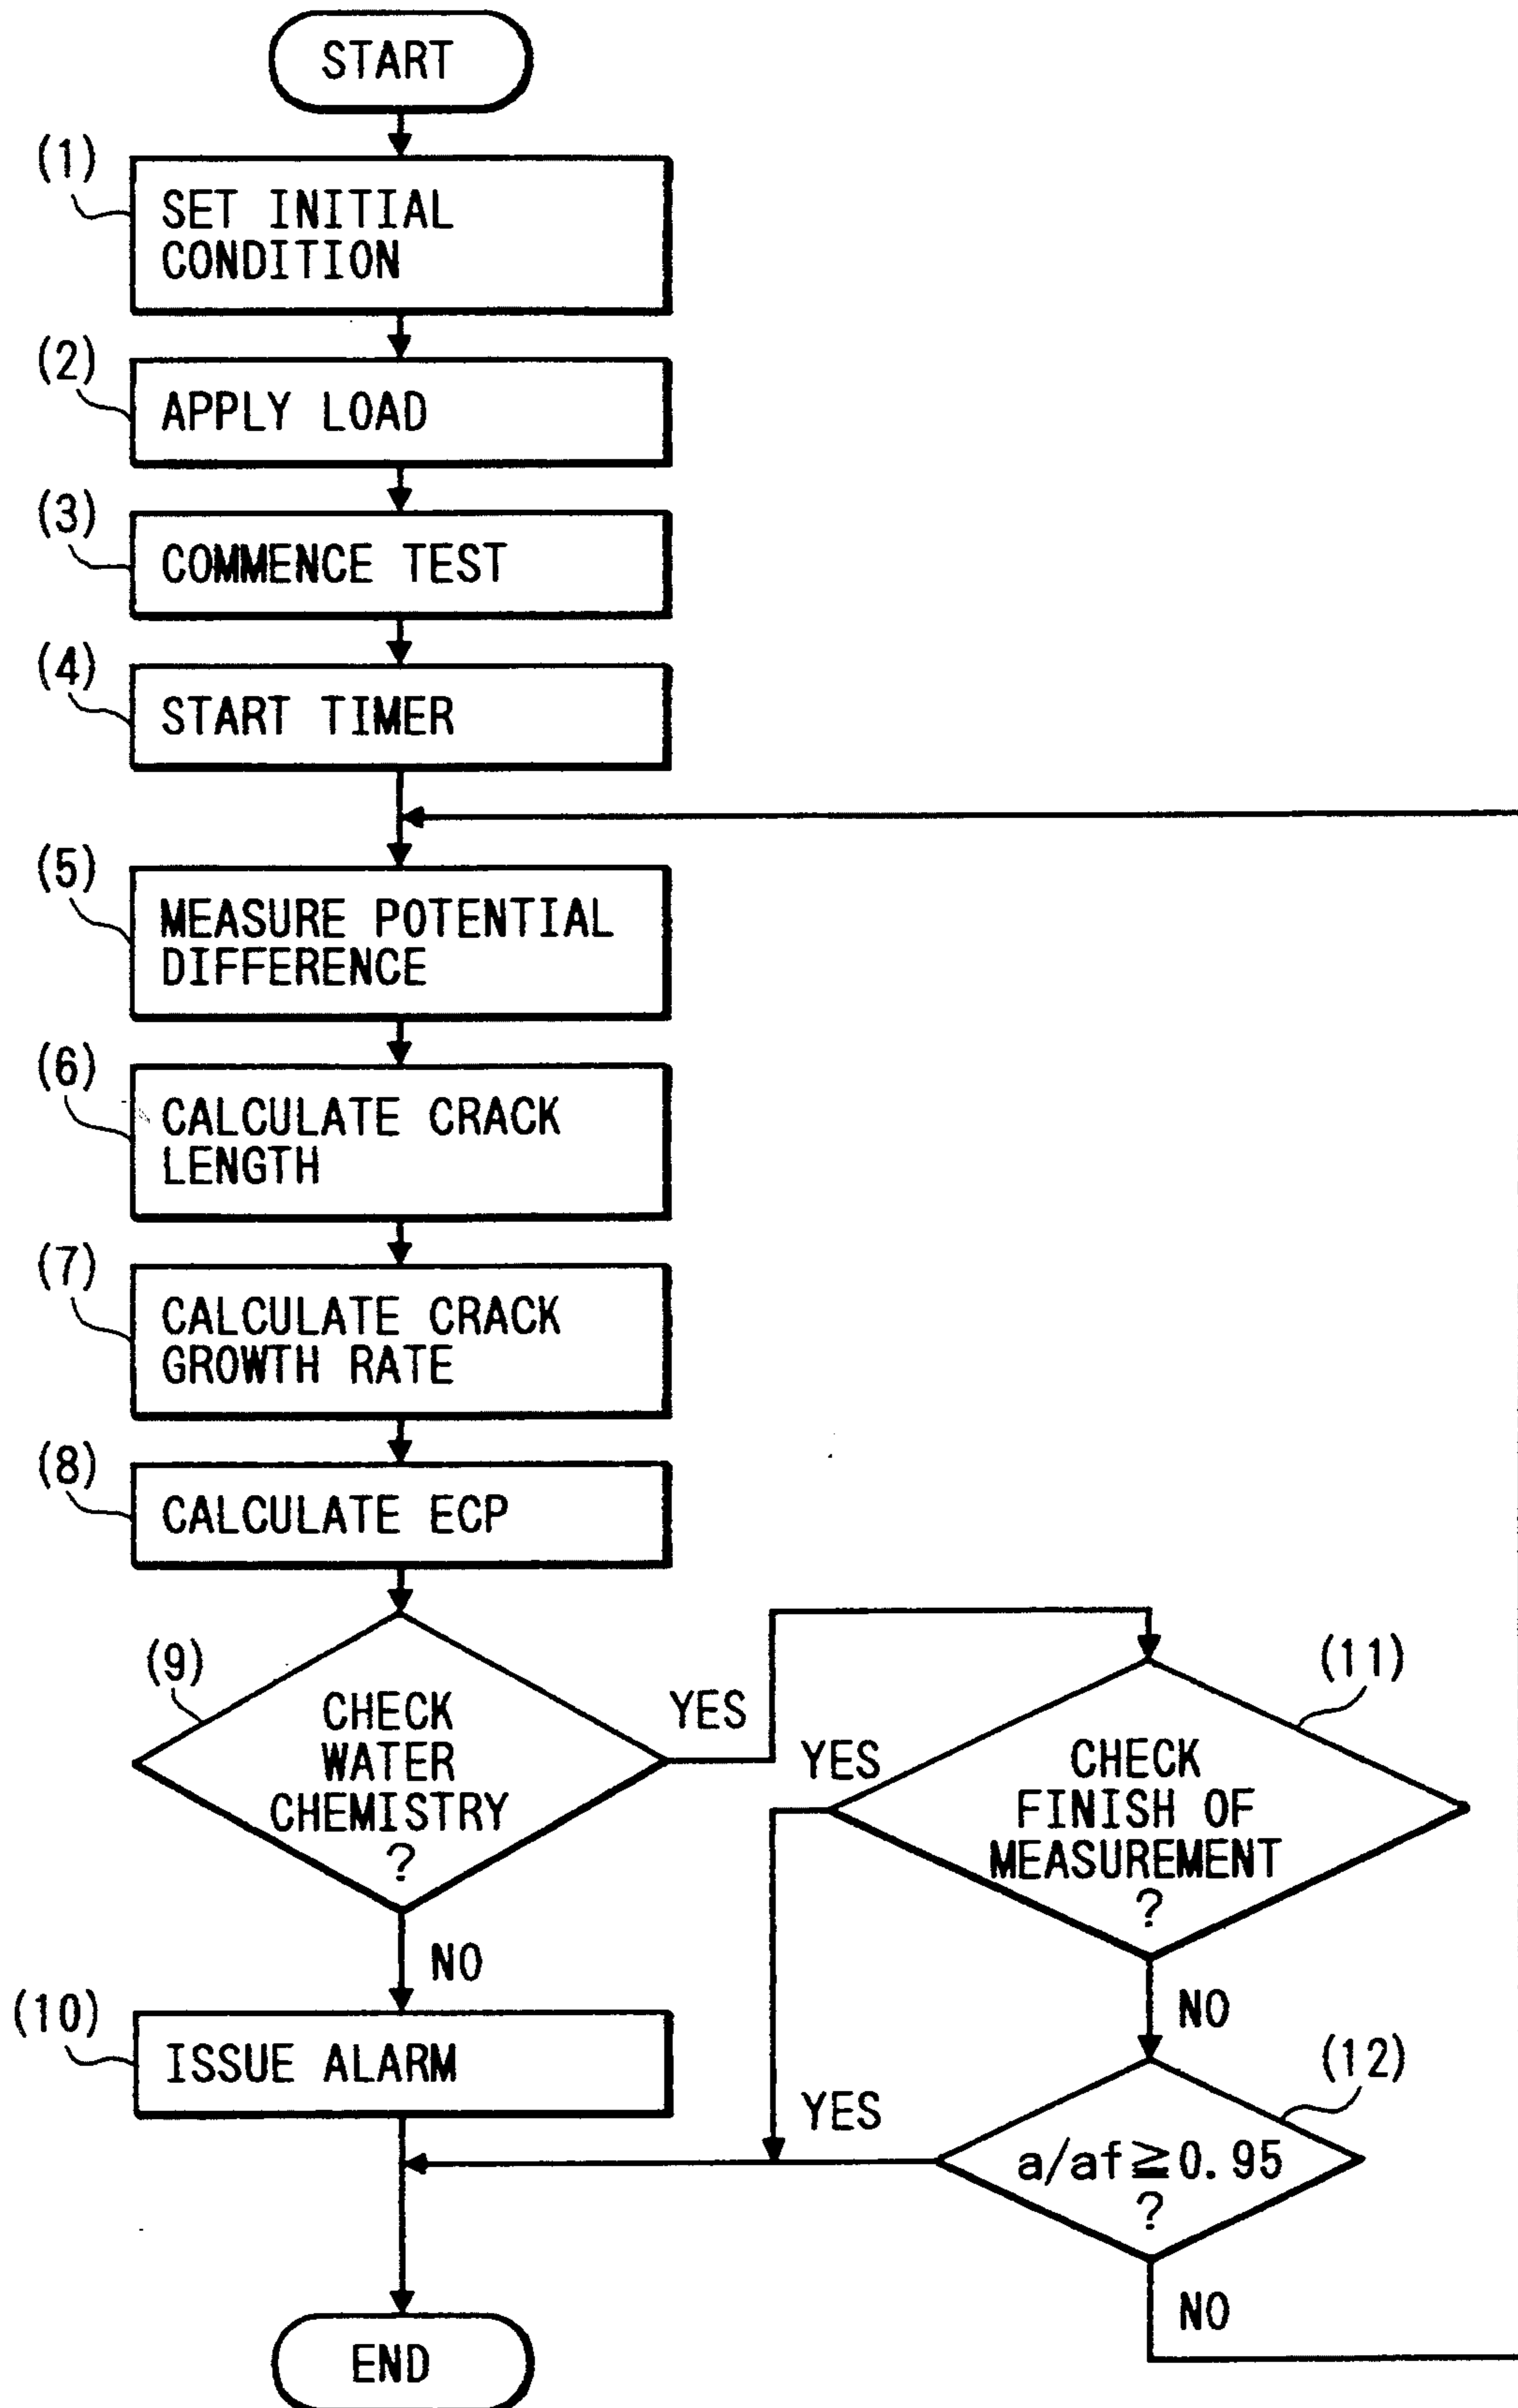 START
(1)
SET INITIAL
CONDITION
(2)
APPLY LOAD
(3)
COMMENCE TEST
(4)
START TIMER
(5)
MEASURE POTENTIAL
DIFFERENCE
(6)
CALCULATE CRACK
LENGTH
(7)
CALCULATE CRACK
GROWTH RATE
(8)
CALCULATE ECP
(9)
CHECK
WATER
CHEMISTRY
?
YES
NO
(10)
ISSUE ALARM
(11)
CHECK
FINISH OF
MEASUREMENT
?
YES
NO
(12)
a/af≧0.95
?
YES
NO
END